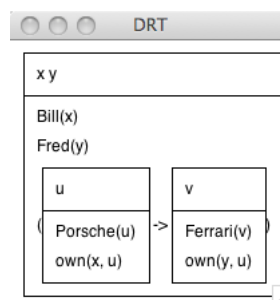 DRT
x y
Bill(x)
Fred(y)
u v
( Porsche(u) -> Ferrari(v) )
own(x, u) own(y, u)